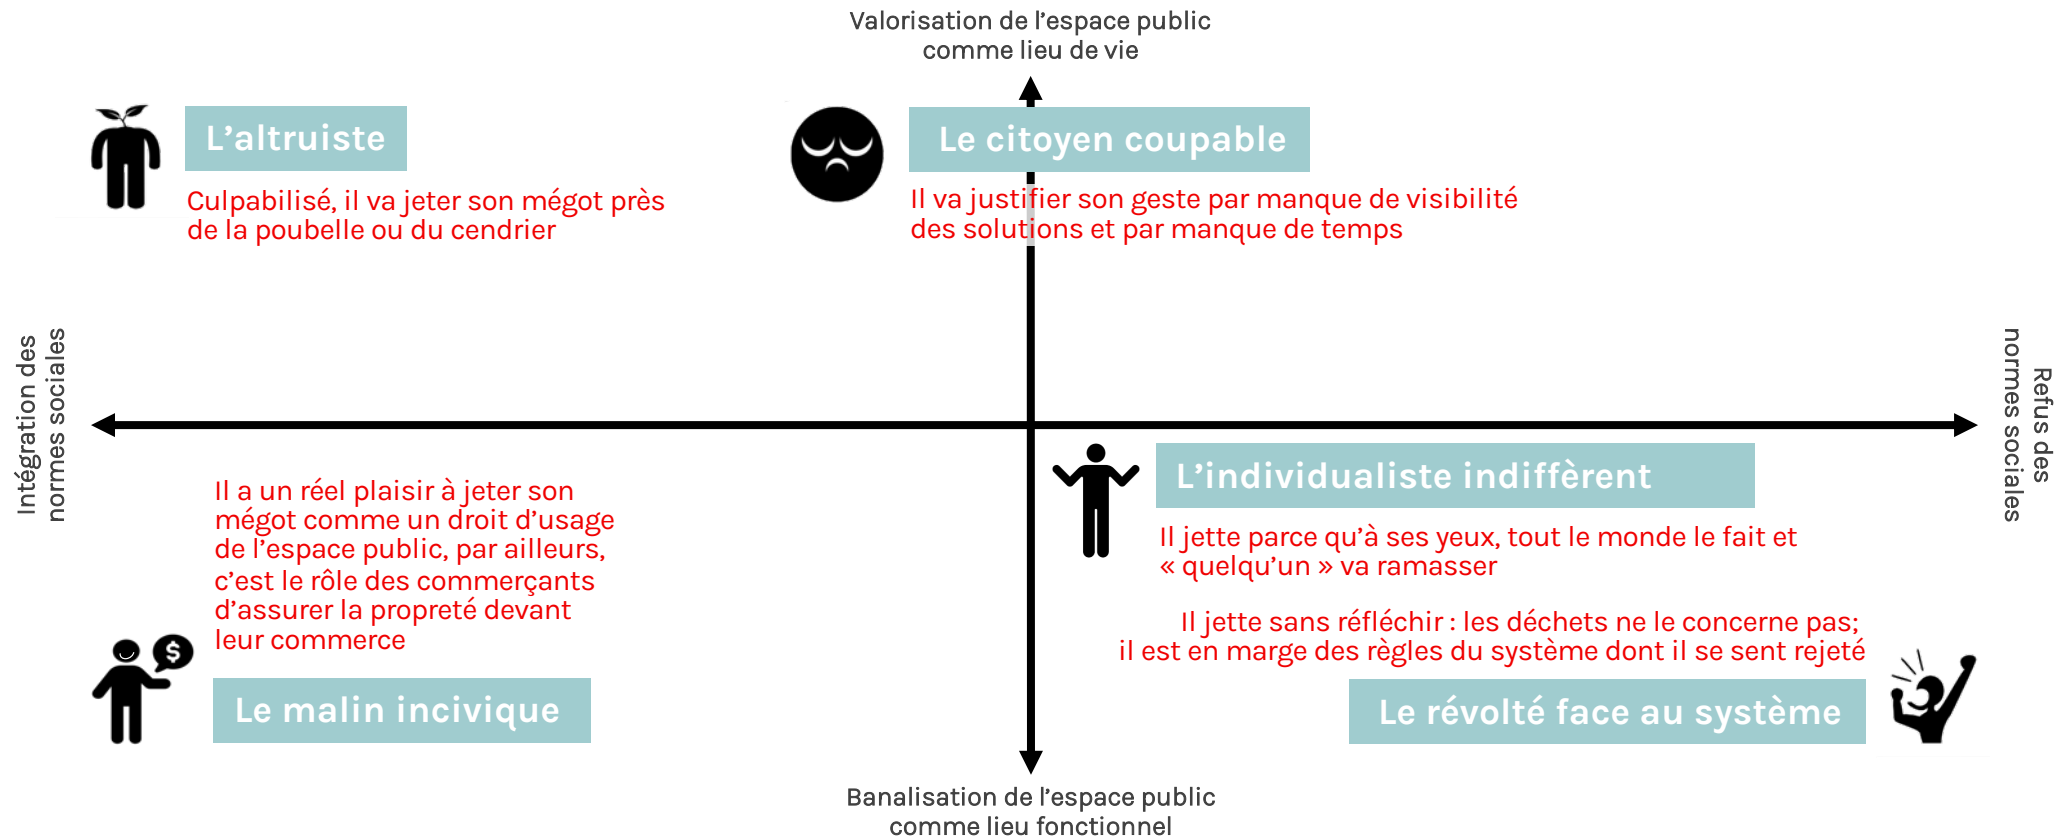 Valorisation de l’espace public
comme lieu de vie
L’altruiste
Culpabilisé, il va jeter son mégot près
de la poubelle ou du cendrier
Le citoyen coupable
Il va justifier son geste par manque de visibilité
des solutions et par manque de temps
Intégration des
normes sociales
Refus des
normes sociales
L’individualiste indiffèrent
Il jette parce qu’à ses yeux, tout le monde le fait et
« quelqu’un » va ramasser
Il a un réel plaisir à jeter son
mégot comme un droit d’usage
de l’espace public, par ailleurs,
c’est le rôle des commerçants
d’assurer la propreté devant
leur commerce
$
Le malin incivique
Il jette sans réfléchir : les déchets ne le concerne pas;
il est en marge des règles du système dont il se sent rejeté
Le révolté face au système
Banalisation de l’espace public
comme lieu fonctionnel